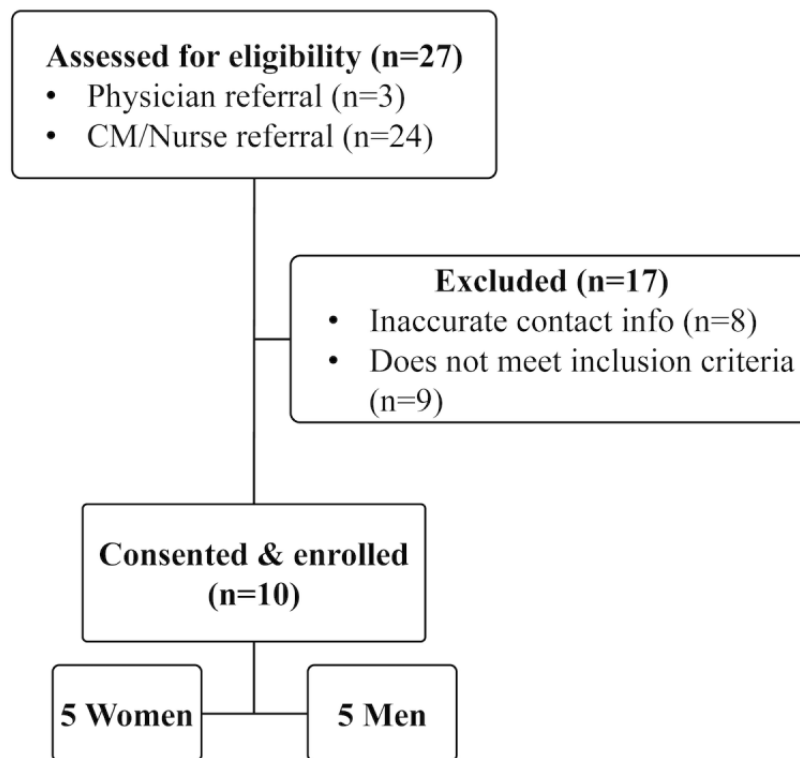 Assessed for eligibility (n=27)
• Physician referral (n=3)
• CM/Nurse referral (n=24)
Excluded (n=17)
• Inaccurate contact info (n=8)
• Does not meet inclusion criteria
(n=9)
Consented & enrolled
(n=10)
5 Women
5 Men